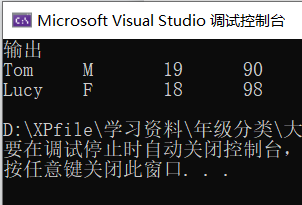 Microsoft Visual Studio 调试控制台
输出
Tom M 19 90
Lucy F 18 98
D:\XPfile\学习资料\年级分类\大
要在调试停止时自动关闭控制台，
按任意键关闭此窗口. . .